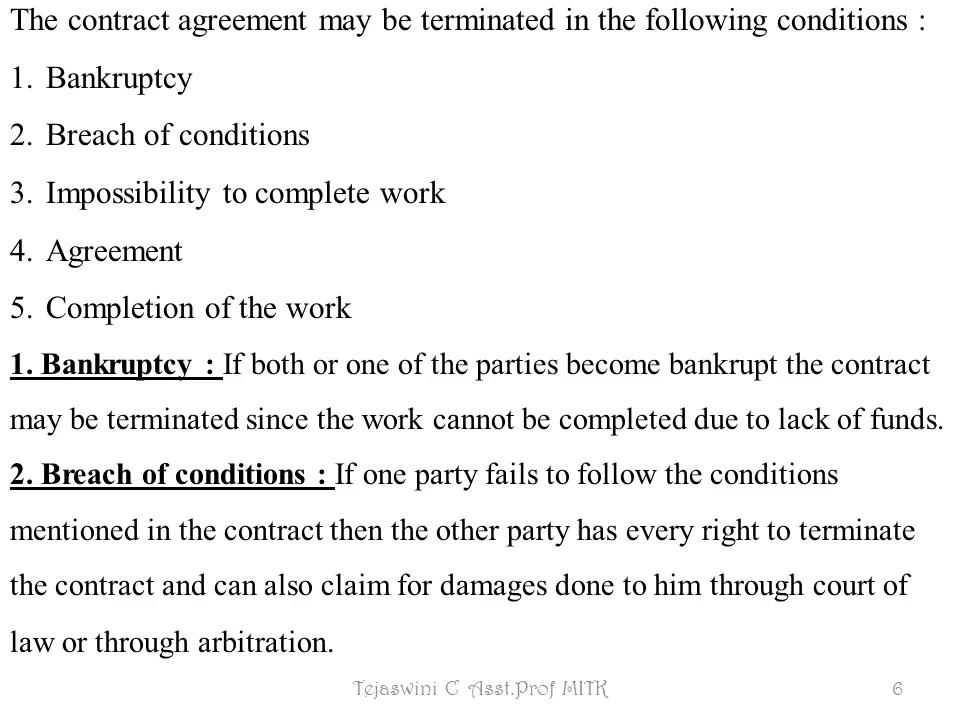 The contract agreement may be terminated in the following conditions :
1. Bankruptcy
2. Breach of conditions
3. Impossibility to complete work
4. Agreement
5. Completion of the work
1. Bankruptcy : If both or one of the parties become bankrupt the contract
may be terminated since the work cannot be completed due to lack of funds.
2. Breach of conditions : If one party fails to follow the conditions
mentioned in the contract then the other party has every right to terminate
the contract and can also claim for damages done to him through court of
law or through arbitration.
Tejaswini C Asst.Prof MITK 6